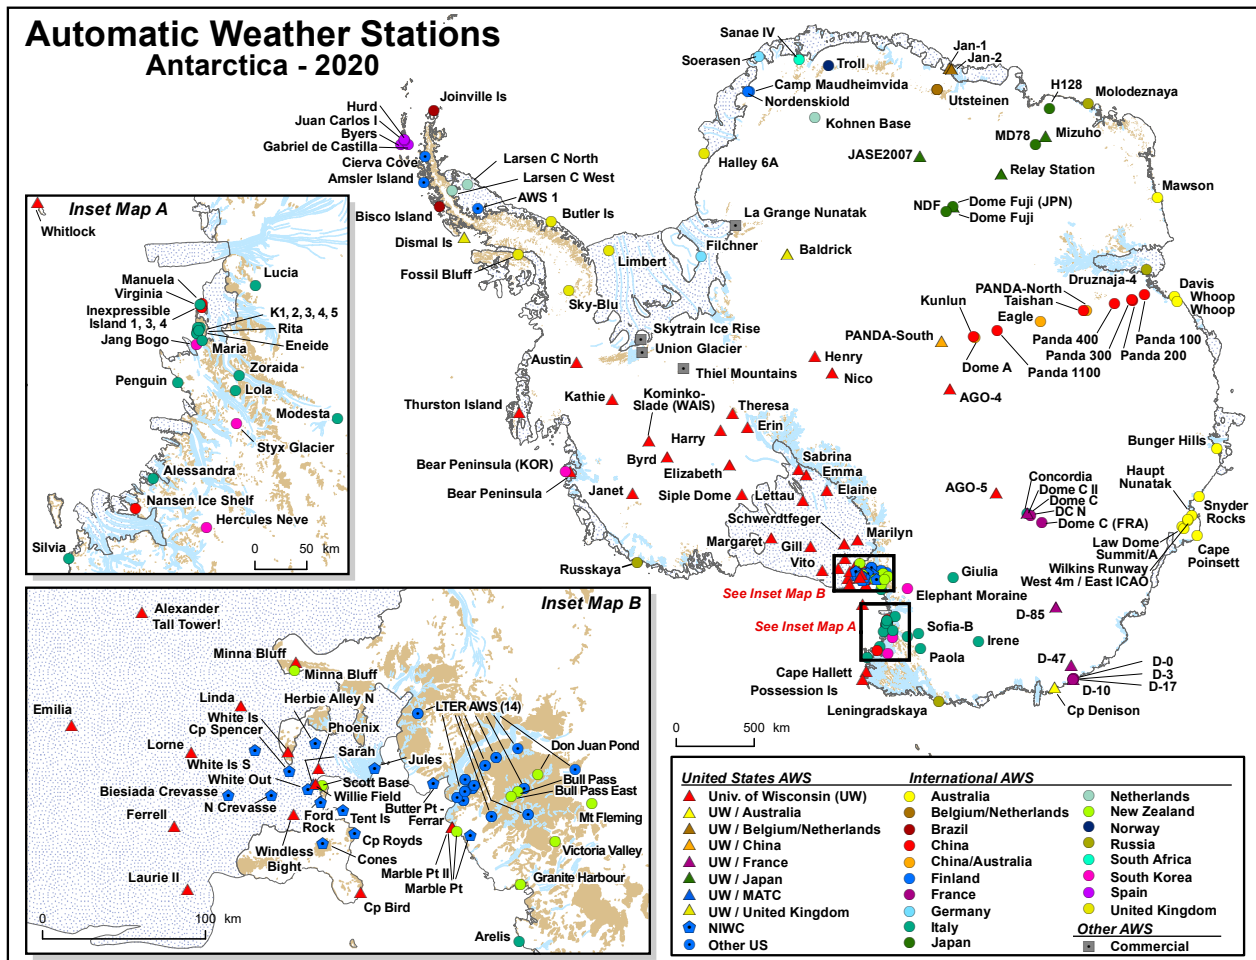 Automatic Weather Stations
Antarctica - 2020
Sanae IV
Soerasen
Troll
Jan-1
Jan-2
Camp Maudheimvida
Nordenskiold
Utsteinen
H128
Molodeznaya
Kohnen Base
MD78
Mizuho
Halley 6A
JASE2007
Relay Station
Mawson
Joinville Is
Hurd
Juan Carlos I
Byers
Gabriel de Castilla
Cierva Cove
Amsler Island
Larsen C North
Larsen C West
AWS 1
Bisco Island
Butler Is
Dismal Is
Fossil Bluff
La Grange Nunatak
Filchner
Limbert
Baldrick
NDF
Dome Fuji (JPN)
Dome Fuji
Sky-Blu
Druznaja-4
PANDA-North
Taishan
Kunlun
Eagle
Davis
Whoop
Whoop
PANDA-South
Panda 400
Panda 300
Panda 100
Panda 200
Dome A
Panda 1100
Skytrain Ice Rise
Union Glacier
Thiel Mountains
Austin
Henry
Nico
AGO-4
Kathie
Kominko-
Slade (WAIS)
Theresa
Thurston Island
Harry
Erin
Byrd
Elizabeth
Sabrina
Emma
Elaine
Bear Peninsula (KOR)
Bear Peninsula
Janet
Siple Dome
Lettau
Schwerdtfeger
Marilyn
Margaret
Gill
Vito
Russkaya
AGO-5
Bunger Hills
Haupt
Nunatak
Concordia
Dome C II
Dome C
DC N
Dome C (FRA)
Snyder
Rocks
Law Dome
Summit/A
Cape
Poinsett
Wilkins Runway
West 4m / East ICAO
Giulia
Elephant Moraine
See Inset Map B
See Inset Map A
D-85
Sofia-B
Irene
Paola
Cape Hallett
Possession Is
Leningradskaya
D-47
D-0
D-3
D-17
D-10
Cp Denison
0 500 km
Inset Map A
Whitlock
Lucia
Manuela
Virginia
Inexpressible
Island 1, 3, 4
K1, 2, 3, 4, 5
Rita
Eneide
Jang Bogo
Maria
Zoraida
Penguin
Lola
Modesta
Styx Glacier
Alessandra
Nansen Ice Shelf
Hercules Neve
Silvia
0 50 km
Inset Map B
Alexander
Tall Tower!
Minna Bluff
Minna Bluff
Emilia
Linda
Herbie Alley N
LTER AWS (14)
White Is
Cp Spencer
Phoenix
Lorne
Sarah
Don Juan Pond
White Is S
Jules
White Out
Scott Base
Bull Pass
Bull Pass East
Biesiada Crevasse
Willie Field
N Crevasse
Butter Pt -
Ferrar
Mt Fleming
Ferrell
Ford
Rock
Tent Is
Cp Royds
Victoria Valley
Windless
Bight
Cones
Marble Pt II
Marble Pt
Granite Harbour
Laurie II
Cp Bird
Arelis
0 100 km
United States AWS
Univ. of Wisconsin (UW)
UW / Australia
UW / Belgium/Netherlands
UW / China
UW / France
UW / Japan
UW / MATC
UW / United Kingdom
NIWC
Other US
International AWS
Australia
Belgium/Netherlands
Brazil
China
China/Australia
Finland
France
Germany
Italy
Japan
Netherlands
New Zealand
Norway
Russia
South Africa
South Korea
Spain
United Kingdom
Other AWS
Commercial